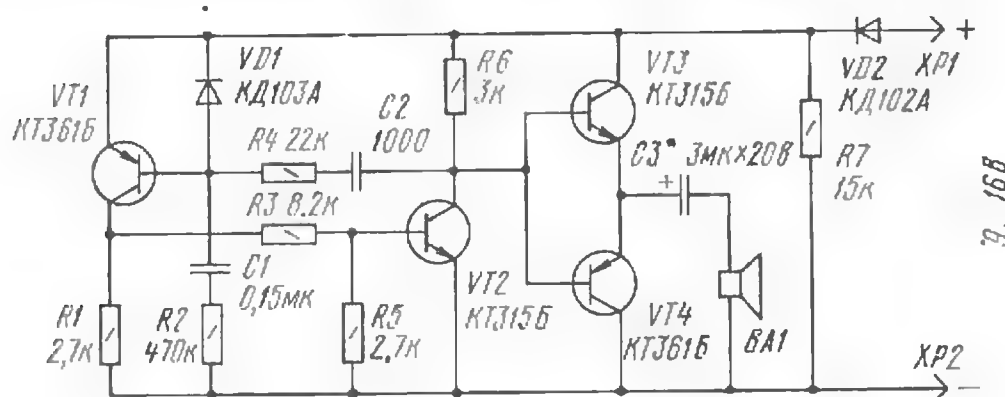 VT1
КТ361Б
VD1
КД103А
R4 22к
C2
1000
R6
3к
VT3
КТ315Б
VD2
КД102А
XP1
+
R7
15к
C3* 3мк×20В
+
R3 8.2к
C1
0,15мк
R1
2,7к
R2
470к
R5
2,7к
VT2
КТ315Б
VT4
КТ361Б
BA1
XP2
−
16В